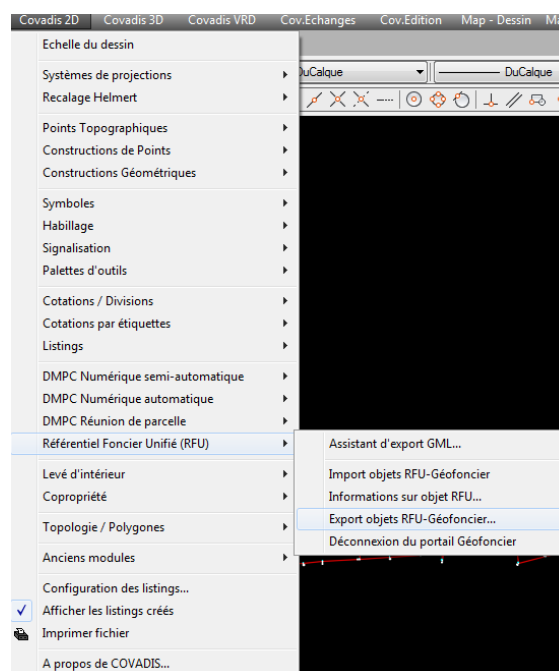 Covadis 2D Covadis 3D Covadis VRD Cov.Echanges Cov.Edition Map - Dessin
Echelle du dessin
Systèmes de projections
DuCalque DuCalque
Recalage Helmert
Points Topographiques
Constructions de Points
Constructions Géométriques
Symboles
Habillage
Signalisation
Palettes d'outils
Cotations / Divisions
Cotations par étiquettes
Listings
DMPC Numérique semi-automatique
DMPC Numérique automatique
DMPC Réunion de parcelle
Référentiel Foncier Unifié (RFU)
Assistant d'export GML...
Import objets RFU-Géofoncier
Informations sur objet RFU...
Export objets RFU-Géofoncier...
Déconnexion du portail Géofoncier
Levé d'intérieur
Copropriété
Topologie / Polygones
Anciens modules
Configuration des listings...
Afficher les listings créés
Imprimer fichier
A propos de COVADIS...